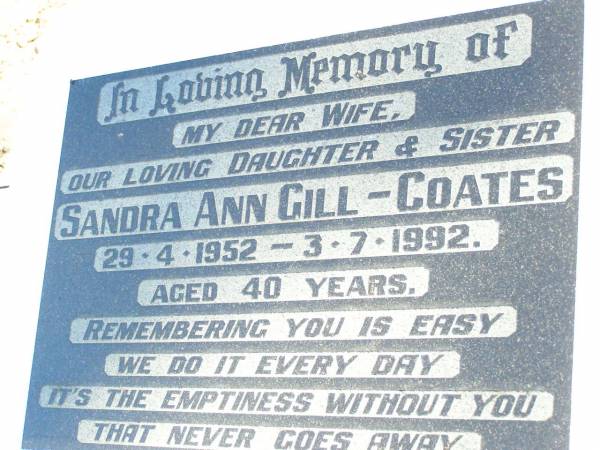 In Loving Memory of
MY DEAR WIFE,
OUR LOVING DAUGHTER & SISTER
SANDRA ANN GILL-COATES
29·4·1952 — 3·7·1992.
AGED 40 YEARS.
REMEMBERING YOU IS EASY
WE DO IT EVERY DAY
IT'S THE EMPTINESS WITHOUT YOU
THAT NEVER GOES AWAY